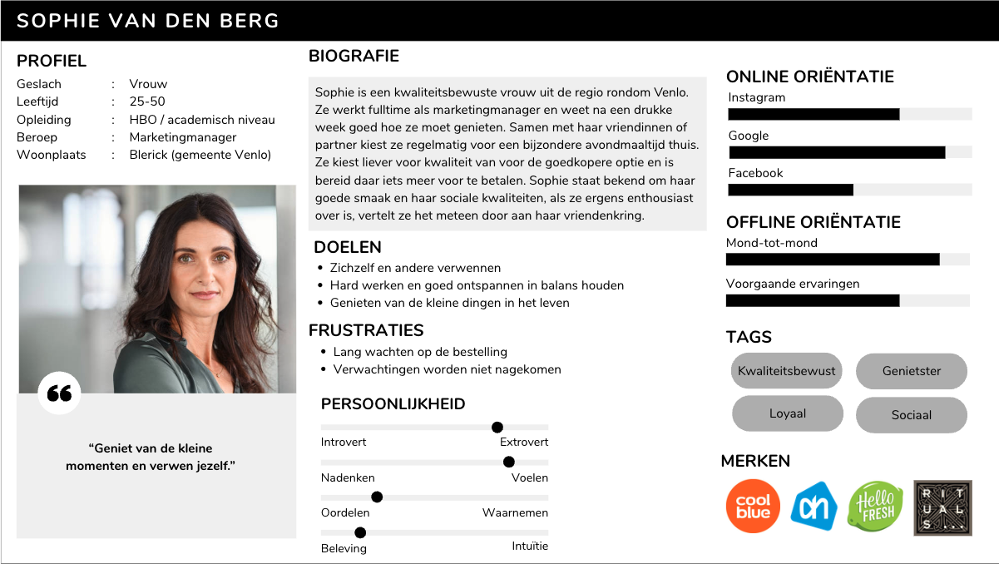 SOPHIE VAN DEN BERG
PROFIEL
Geslach : Vrouw
Leeftijd : 25-50
Opleiding : HBO / academisch niveau
Beroep : Marketingmanager
Woonplaats : Blerick (gemeente Venlo)
“Geniet van de kleine
momenten en verwen jezelf.”
BIOGRAFIE
Sophie is een kwaliteitsbewuste vrouw uit de regio rondom Venlo.
Ze werkt fulltime als marketingmanager en weet na een drukke
week goed hoe ze moet genieten. Samen met haar vriendinnen of
partner kiest ze regelmatig voor een bijzondere avondmaaltijd thuis.
Ze kiest liever voor kwaliteit van voor de goedkopere optie en is
bereid daar iets meer voor te betalen. Sophie staat bekend om haar
goede smaak en haar sociale kwaliteiten, als ze ergens enthousiast
over is, vertelt ze het meteen door aan haar vriendenkring.
DOELEN
• Zichzelf en andere verwennen
• Hard werken en goed ontspannen in balans houden
• Genieten van de kleine dingen in het leven
FRUSTRATIES
• Lang wachten op de bestelling
• Verwachtingen worden niet nagekomen
PERSOONLIJKHEID
Introvert Extrovert
Nadenken Voelen
Oordelen Waarnemen
Beleving Intuïtie
ONLINE ORIËNTATIE
Instagram
Google
Facebook
OFFLINE ORIËNTATIE
Mond-tot-mond
Voorgaande ervaringen
TAGS
Kwaliteitsbewust Genietster
Loyaal Sociaal
MERKEN
cool
blue
ah
Hello
FRESH
RIT
UAL
S...